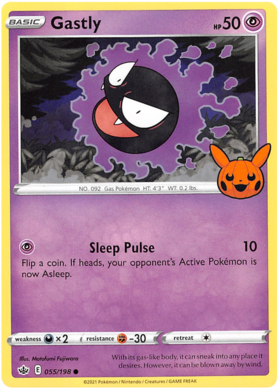 BASIC Gastly HP 50
NO. 092 Gas Pokémon HT: 4'3" WT: 0.2 lbs.
Sleep Pulse 10
Flip a coin. If heads, your opponent's Active Pokémon is
now Asleep.
weakness ×2 resistance -30 retreat
Illus. Motofumi Fujiwara
With its gas-like body, it can sneak into any place it
desires. However, it can be blown away by wind.
E 055/198
©2021 Pokémon / Nintendo / Creatures / GAME FREAK